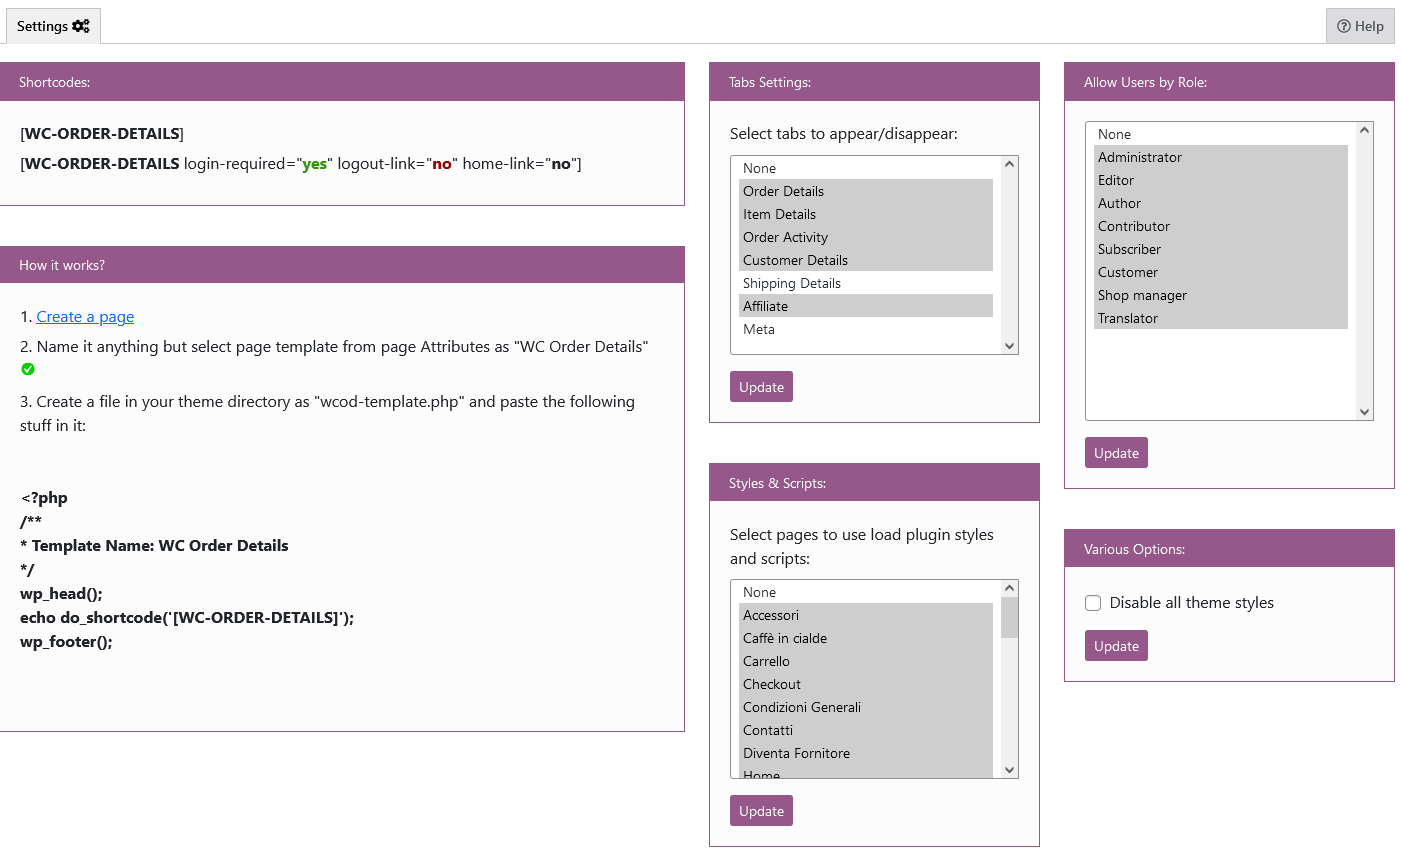 Settings
Help
Shortcodes:
[WC-ORDER-DETAILS]
[WC-ORDER-DETAILS login-required="yes" logout-link="no" home-link="no"]
How it works?
1. Create a page
2. Name it anything but select page template from page Attributes as "WC Order Details"
3. Create a file in your theme directory as "wcod-template.php" and paste the following
stuff in it:
<?php
/**
* Template Name: WC Order Details
*/
wp_head();
echo do_shortcode('[WC-ORDER-DETAILS]');
wp_footer();
Tabs Settings:
Select tabs to appear/disappear:
None
Order Details
Item Details
Order Activity
Customer Details
Shipping Details
Affiliate
Meta
Update
Styles & Scripts:
Select pages to use load plugin styles
and scripts:
None
Accessori
Caffè in cialde
Carrello
Checkout
Condizioni Generali
Contatti
Diventa Fornitore
Home
Update
Allow Users by Role:
None
Administrator
Editor
Author
Contributor
Subscriber
Customer
Shop manager
Translator
Update
Various Options:
Disable all theme styles
Update